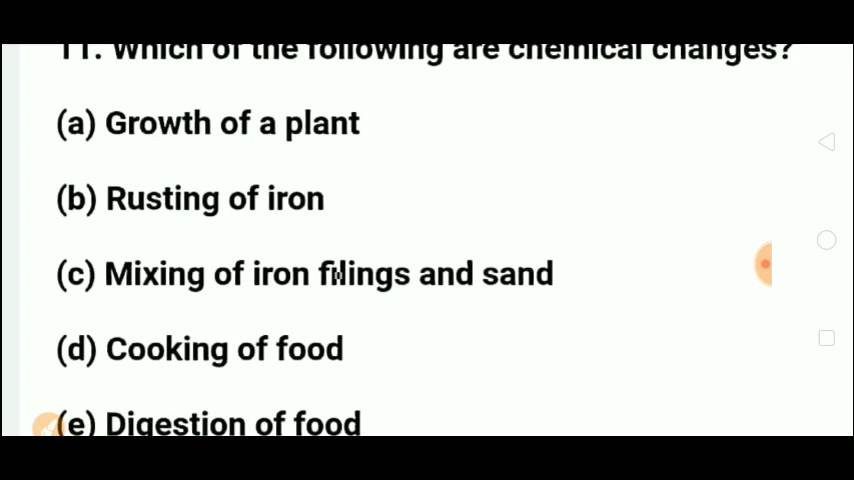 11. Which of the following are chemical changes?
(a) Growth of a plant
(b) Rusting of iron
(c) Mixing of iron filings and sand
(d) Cooking of food
(e) Digestion of food